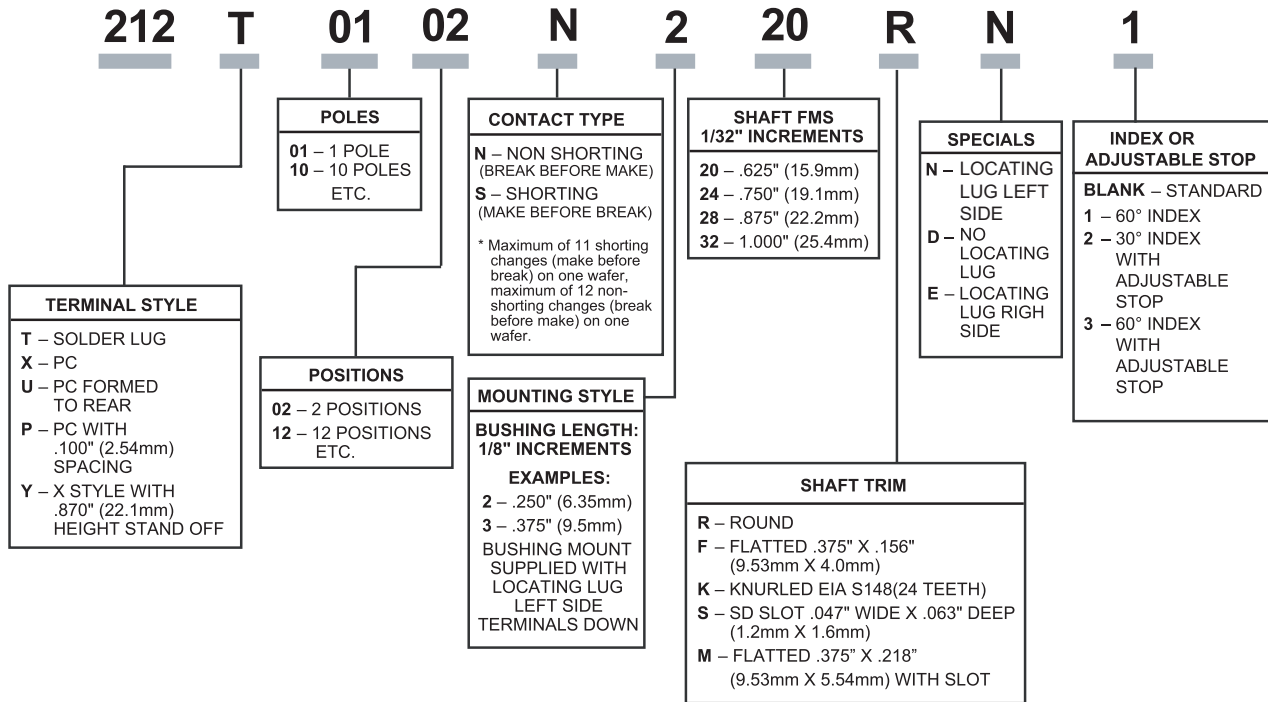 212 T 01 02 N 2 20 R N 1
POLES
01 – 1 POLE
10 – 10 POLES
ETC.
CONTACT TYPE
N – NON SHORTING
(BREAK BEFORE MAKE)
S – SHORTING
(MAKE BEFORE BREAK)
* Maximum of 11 shorting
changes (make before
break) on one wafer,
maximum of 12 non-
shorting changes (break
before make) on one
wafer.
SHAFT FMS
1/32" INCREMENTS
20 – .625" (15.9mm)
24 – .750" (19.1mm)
28 – .875" (22.2mm)
32 – 1.000" (25.4mm)
SPECIALS
N – LOCATING
LUG LEFT
SIDE
D – NO
LOCATING
LUG
E – LOCATING
LUG RIGH
SIDE
INDEX OR
ADJUSTABLE STOP
BLANK – STANDARD
1 – 60° INDEX
2 – 30° INDEX
WITH
ADJUSTABLE
STOP
3 – 60° INDEX
WITH
ADJUSTABLE
STOP
TERMINAL STYLE
T – SOLDER LUG
X – PC
U – PC FORMED
TO REAR
P – PC WITH
.100" (2.54mm)
SPACING
Y – X STYLE WITH
.870" (22.1mm)
HEIGHT STAND OFF
POSITIONS
02 – 2 POSITIONS
12 – 12 POSITIONS
ETC.
MOUNTING STYLE
BUSHING LENGTH:
1/8" INCREMENTS
EXAMPLES:
2 – .250" (6.35mm)
3 – .375" (9.5mm)
BUSHING MOUNT
SUPPLIED WITH
LOCATING LUG
LEFT SIDE
TERMINALS DOWN
SHAFT TRIM
R – ROUND
F – FLATTED .375" X .156"
(9.53mm X 4.0mm)
K – KNURLED EIA S148(24 TEETH)
S – SD SLOT .047" WIDE X .063" DEEP
(1.2mm X 1.6mm)
M – FLATTED .375” X .218”
(9.53mm X 5.54mm) WITH SLOT